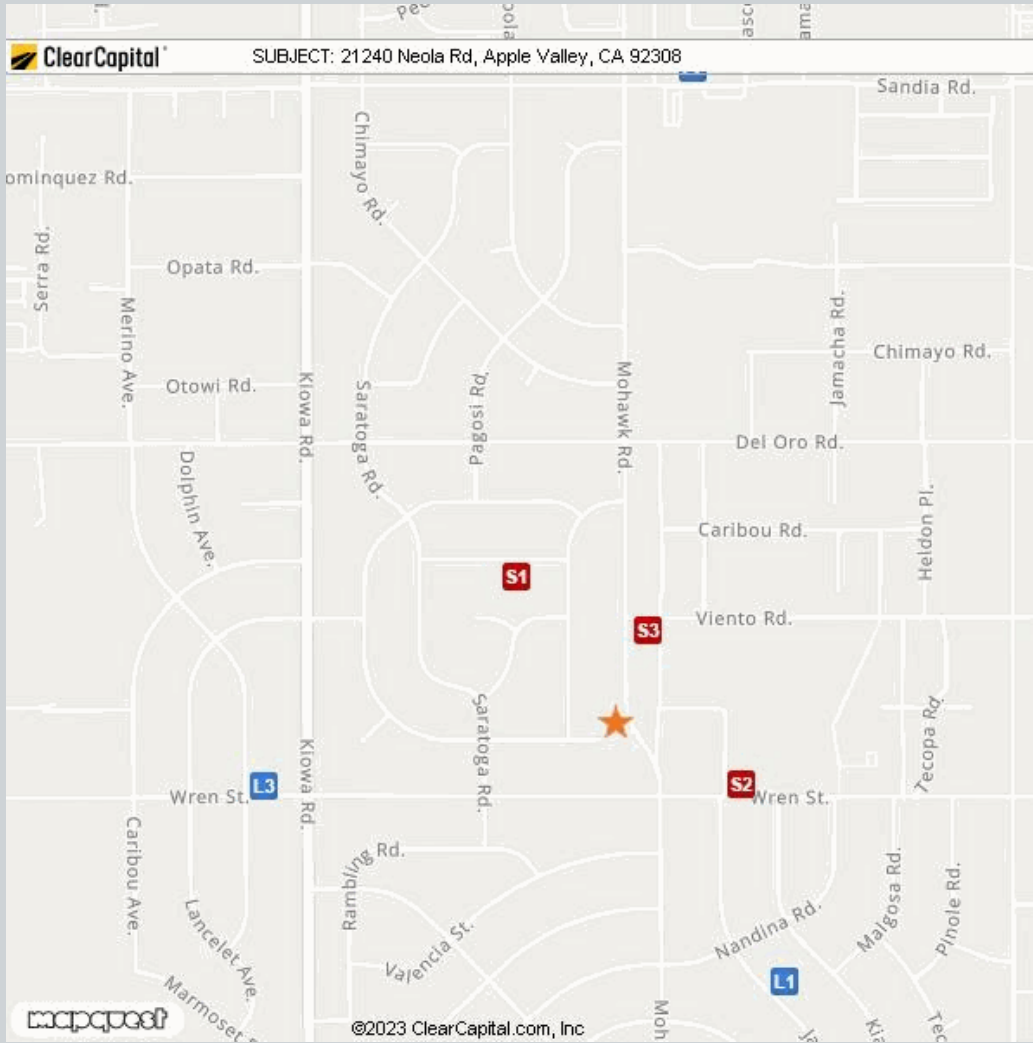 ClearCapital
SUBJECT: 21240 Neola Rd, Apple Valley, CA 92308
Sandia Rd.
Chimayo Rd.
ominquez Rd.
Serra Rd.
Opata Rd.
Merino Ave.
Jamacha Rd.
Chimayo Rd.
Otowi Rd.
Kiowa Rd.
Saratoga Rd.
Pagosi Rd.
Mohawk Rd.
Del Oro Rd.
Dolphin Ave.
Heldon Pl.
Caribou Rd.
S1
Viento Rd.
S3
Saratoga Rd.
Tecopa Rd.
Kiowa Rd.
L3
S2
Wren St.
Wren St.
Caribou Ave.
Rambling Rd.
Malgosa Rd.
Pinole Rd.
Lancelet Ave.
Valencia St.
Nandina Rd.
L1
Marmoset
Moh
Kia
Tec
mapquest
©2023 ClearCapital.com, Inc